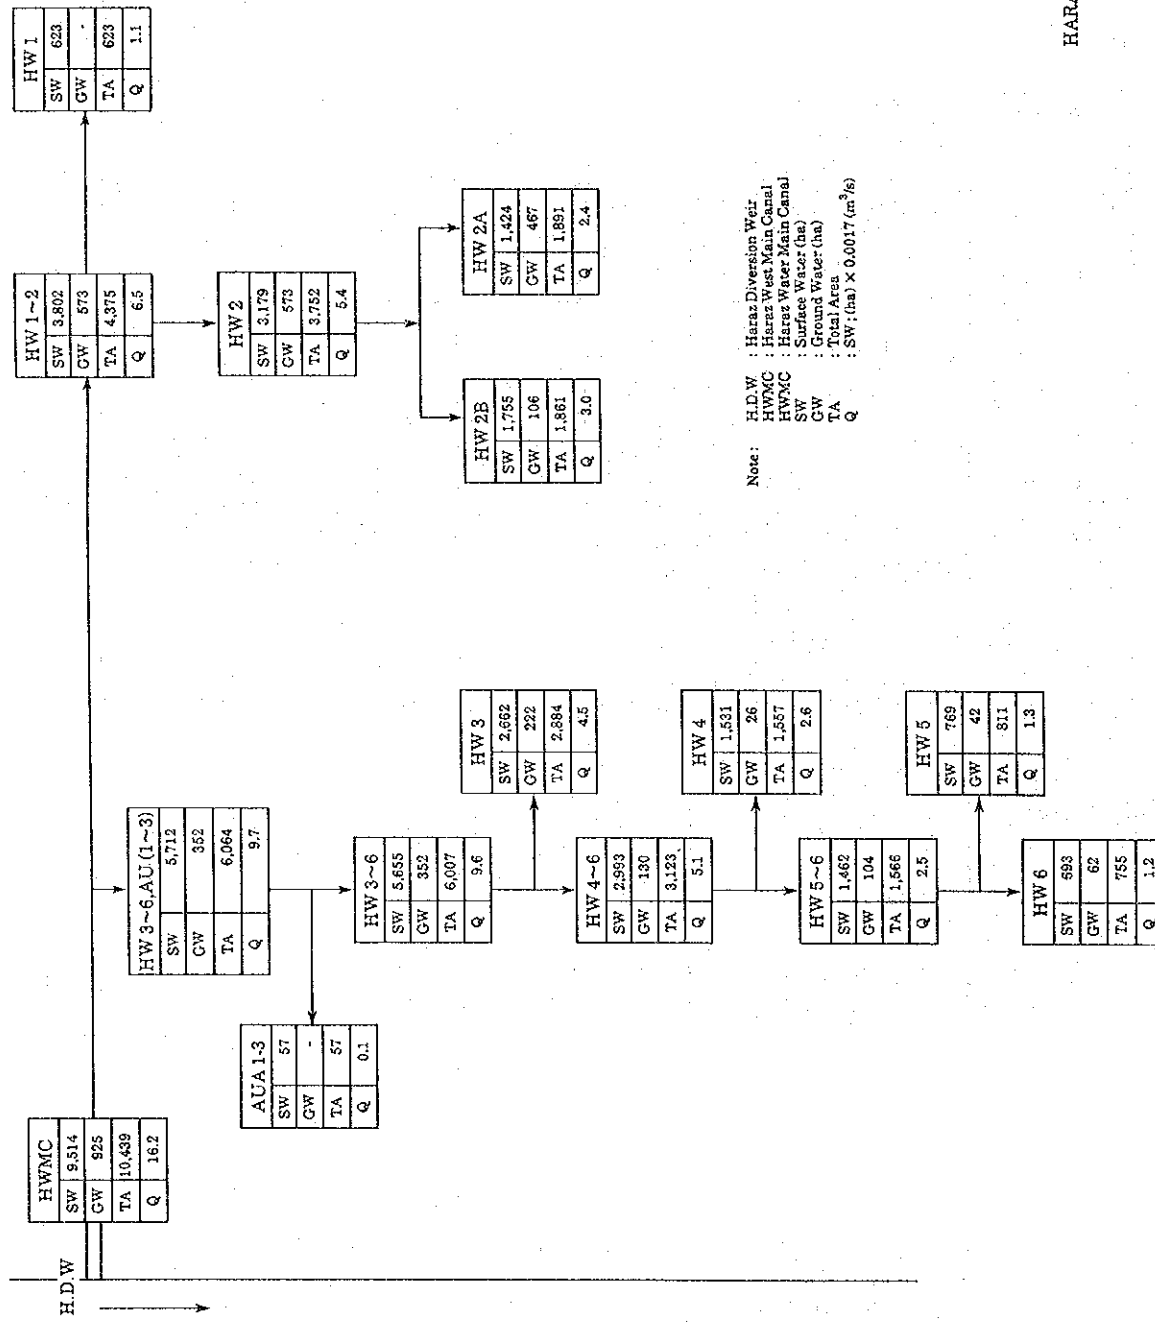 H.D.W
HWMC
SW 9,514
GW 925
TA 10,439
Q 16.2
HW 3~6,AU (1~3)
SW 5,712
GW 352
TA 6,064
Q 9.7
AUA 1-3
SW 57
GW -
TA 57
Q 0.1
HW 3~6
SW 5,655
GW 352
TA 6,007
Q 9.6
HW 3
SW 2,662
GW 222
TA 2,884
Q 4.5
HW 4~6
SW 2,993
GW 130
TA 3,123
Q 5.1
HW 4
SW 1,531
GW 26
TA 1,557
Q 2.6
HW 5~6
SW 1,462
GW 104
TA 1,566
Q 2.5
HW 5
SW 769
GW 42
TA 811
Q 1.3
HW 6
SW 693
GW 62
TA 755
Q 1.2
HW 1~2
SW 3,802
GW 573
TA 4,375
Q 6.5
HW 1
SW 623
GW -
TA 623
Q 1.1
HW 2
SW 3,179
GW 573
TA 3,752
Q 5.4
HW 2B
SW 1,755
GW 106
TA 1,861
Q 3.0
HW 2A
SW 1,424
GW 467
TA 1,891
Q 2.4
Note: H.D.W : Haraz Diversion Weir
HWMC : Haraz West Main Canal
HWMC : Haraz Water Main Canal
SW : Surface Water (ha)
GW : Ground Water (ha)
TA : Total Area
Q : SW; (ha) × 0.0017 (m³/s)